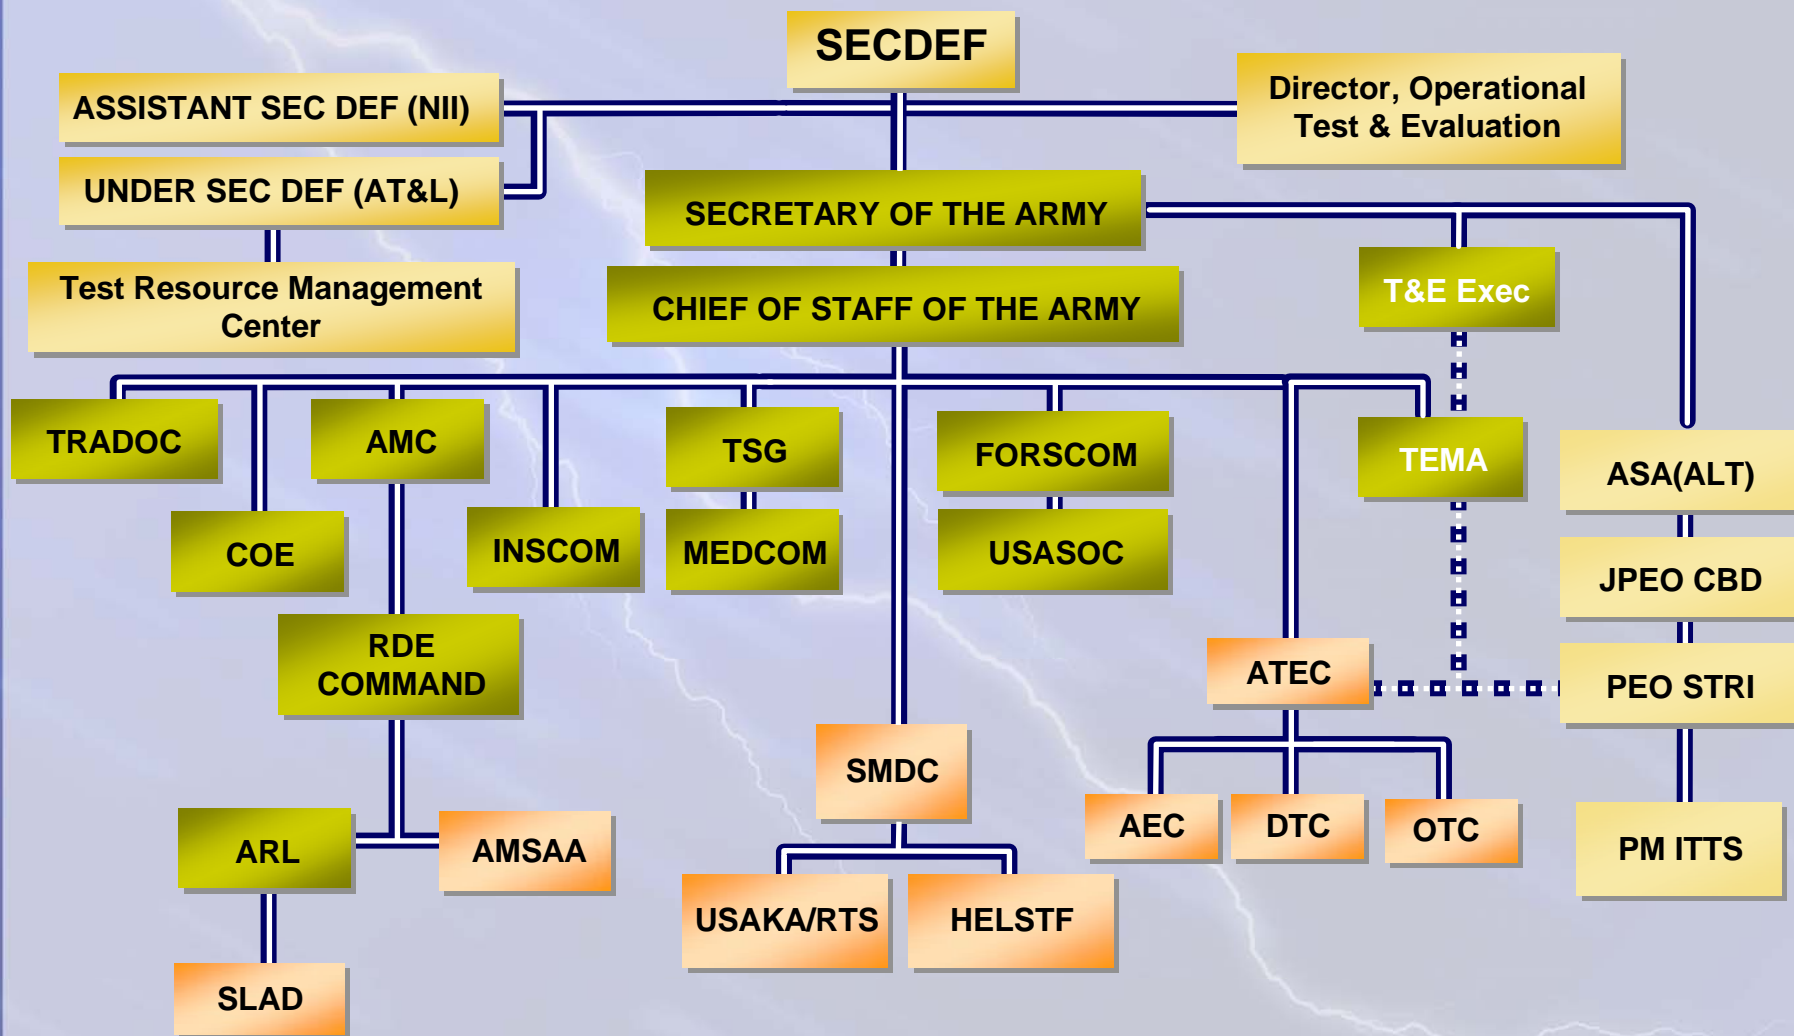 SECDEF
ASSISTANT SEC DEF (NII)
Director, Operational
Test & Evaluation
UNDER SEC DEF (AT&L)
SECRETARY OF THE ARMY
Test Resource Management
Center
CHIEF OF STAFF OF THE ARMY
T&E Exec
TRADOC
AMC
TSG
FORSCOM
TEMA
ASA(ALT)
COE
INSCOM
MEDCOM
USASOC
JPEO CBD
RDE
COMMAND
ATEC
PEO STRI
SMDC
AEC
DTC
OTC
ARL
AMSAA
PM ITTS
USAKA/RTS
HELSTF
SLAD